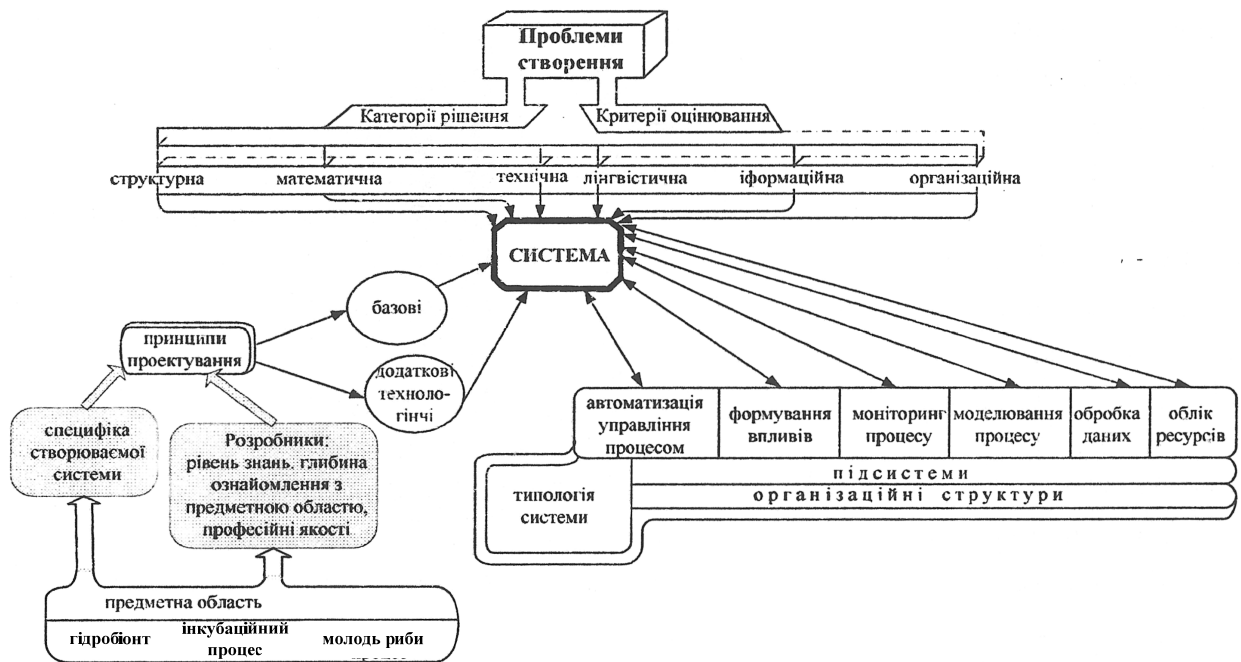 Проблеми
створення
Категорії рішення
Критерії оцінювання
структурна математична технічна лінгвістична іформаційна організаційна
СИСТЕМА
базові
принципи
проектування
додаткові
техноло-
гінчі
специфіка
створюваємої
системи
Розробники:
рівень знань. глибина
ознайомлення з
предметною областю,
професійні якості
предметна область
гідробіонт
інкубаційний
процес
молодь риби
автоматизація
управління
процесом
формування
впливів
моніторинг
процесу
моделювання
процесу
обробка
даних
облік
ресурсів
підсистеми
організаційні структури
типологія
системи